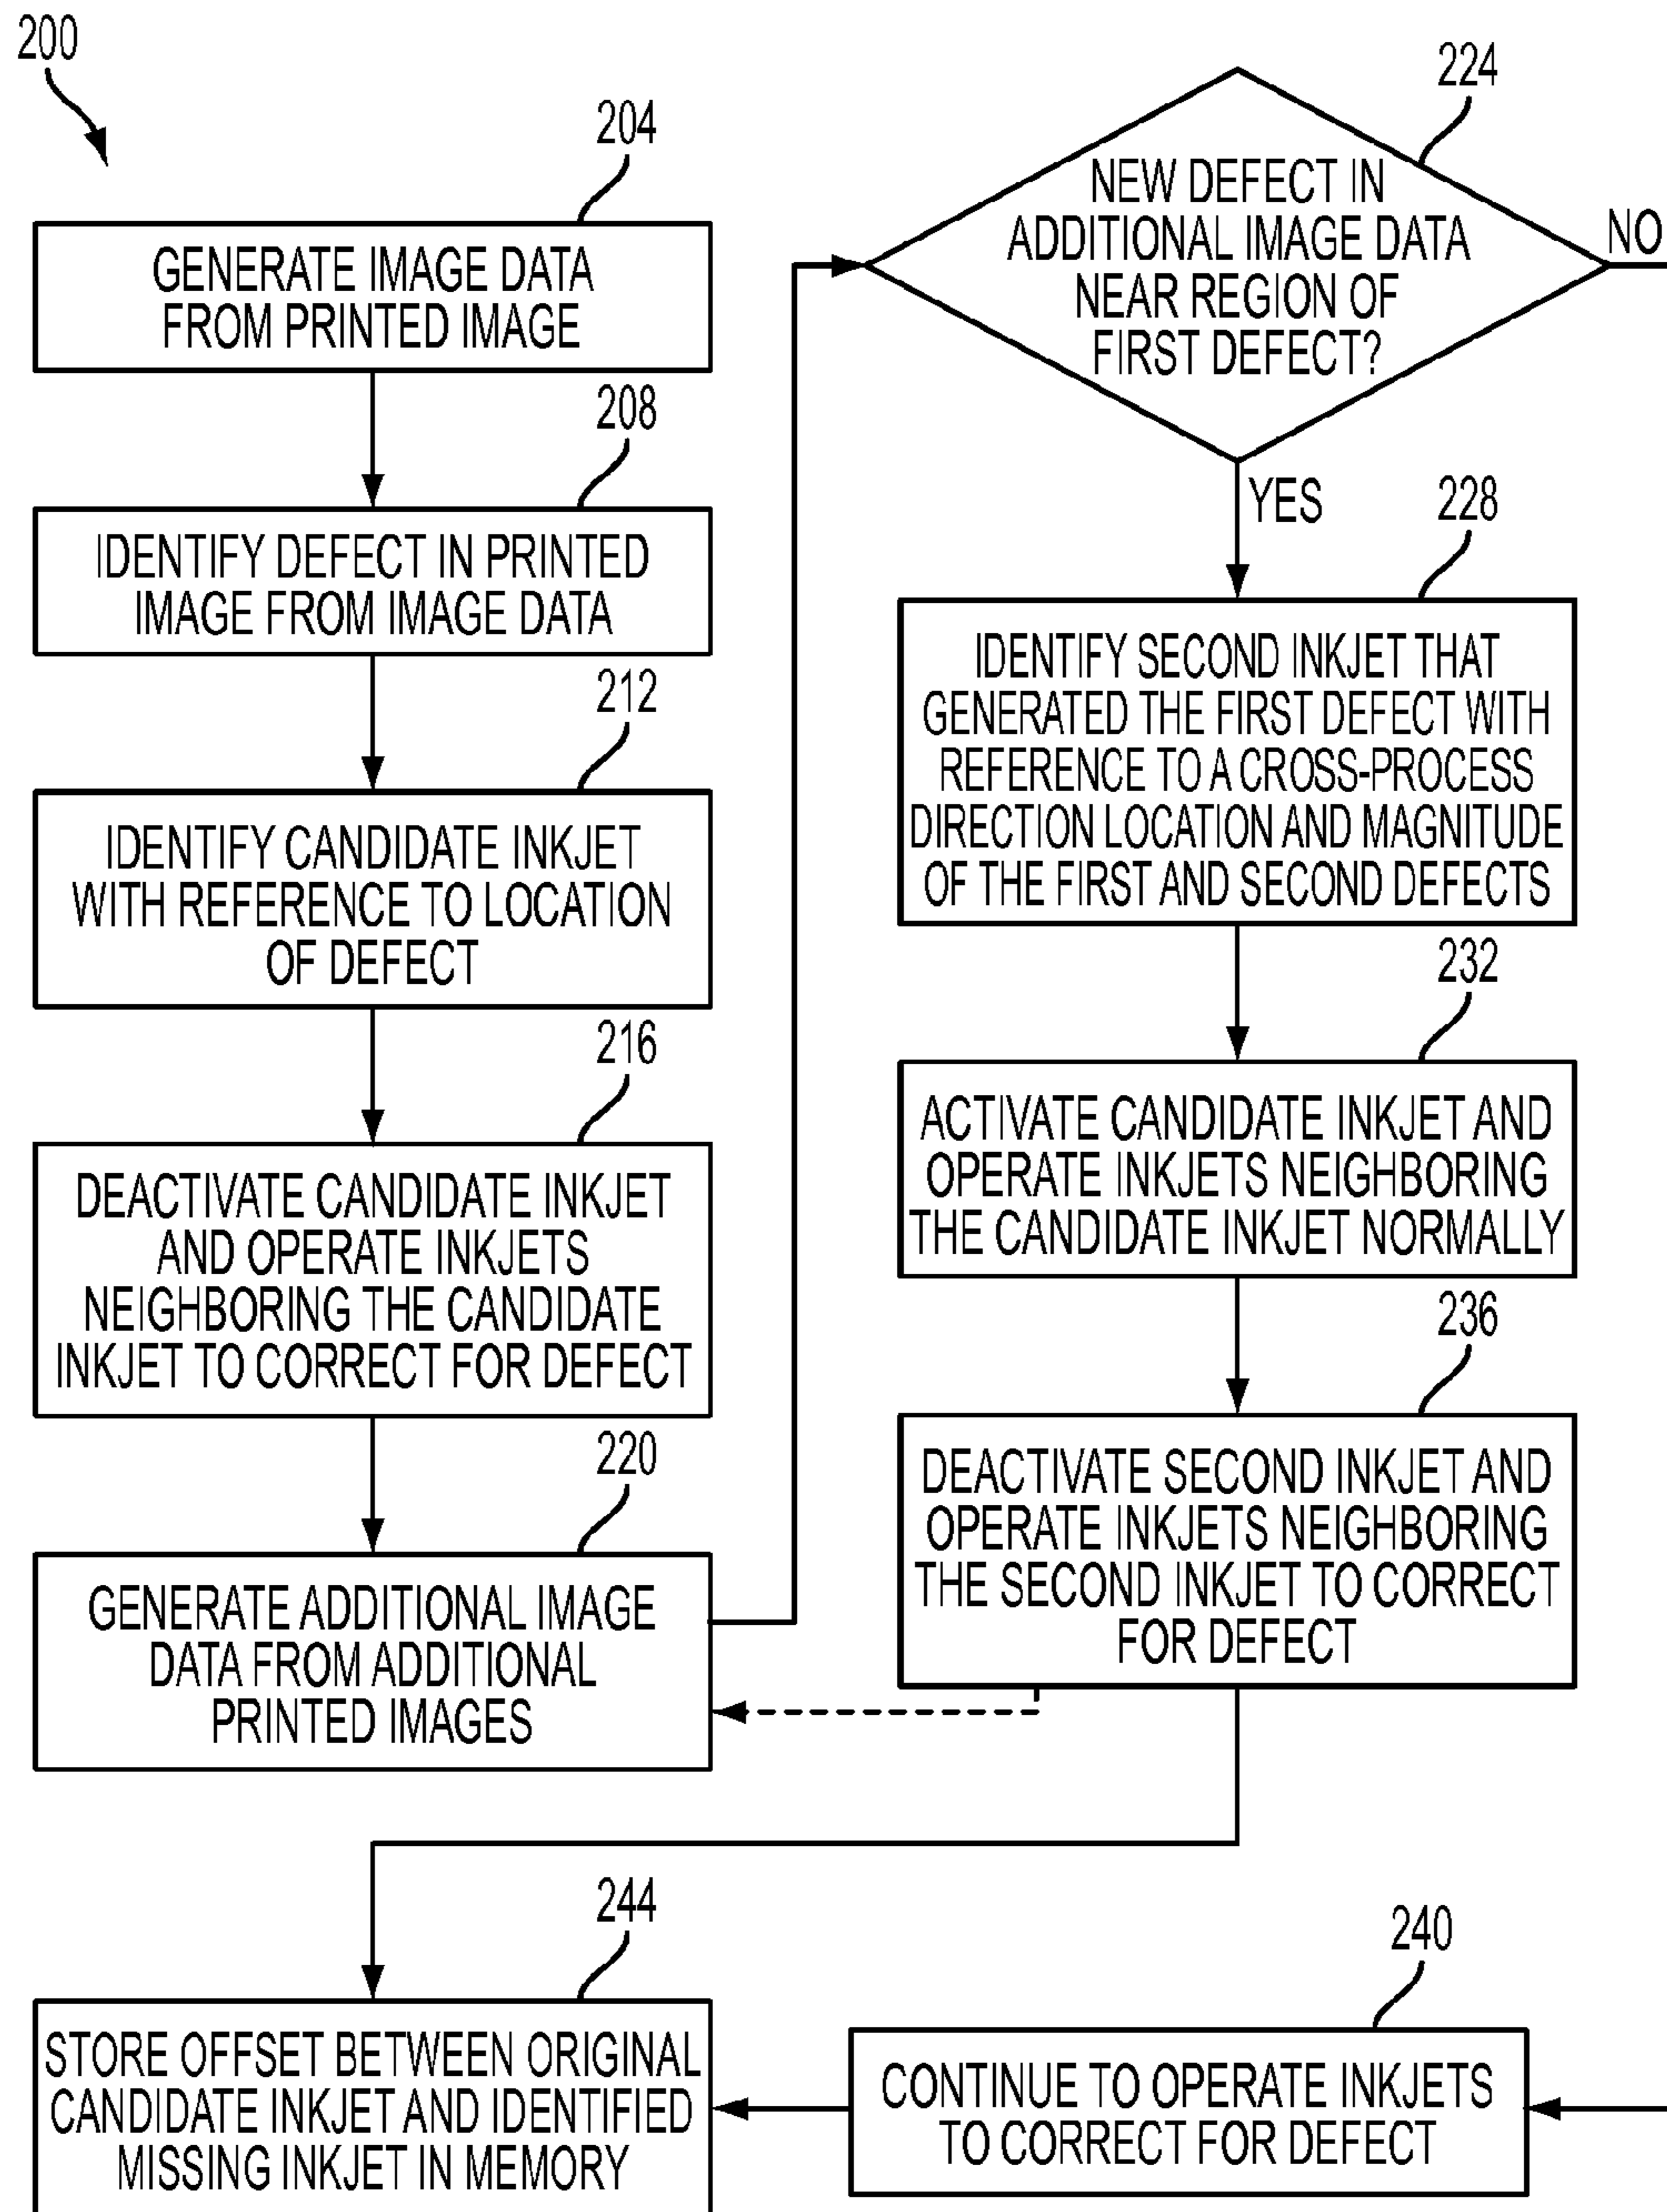 200
204
GENERATE IMAGE DATA
FROM PRINTED IMAGE
208
IDENTIFY DEFECT IN PRINTED
IMAGE FROM IMAGE DATA
212
IDENTIFY CANDIDATE INKJET
WITH REFERENCE TO LOCATION
OF DEFECT
216
DEACTIVATE CANDIDATE INKJET
AND OPERATE INKJETS
NEIGHBORING THE CANDIDATE
INKJET TO CORRECT FOR DEFECT
220
GENERATE ADDITIONAL IMAGE
DATA FROM ADDITIONAL
PRINTED IMAGES
224
NEW DEFECT IN
ADDITIONAL IMAGE DATA
NEAR REGION OF
FIRST DEFECT?
NO
YES
228
IDENTIFY SECOND INKJET THAT
GENERATED THE FIRST DEFECT WITH
REFERENCE TO A CROSS-PROCESS
DIRECTION LOCATION AND MAGNITUDE
OF THE FIRST AND SECOND DEFECTS
232
ACTIVATE CANDIDATE INKJET AND
OPERATE INKJETS NEIGHBORING
THE CANDIDATE INKJET NORMALLY
236
DEACTIVATE SECOND INKJET AND
OPERATE INKJETS NEIGHBORING
THE SECOND INKJET TO CORRECT
FOR DEFECT
240
CONTINUE TO OPERATE INKJETS
TO CORRECT FOR DEFECT
244
STORE OFFSET BETWEEN ORIGINAL
CANDIDATE INKJET AND IDENTIFIED
MISSING INKJET IN MEMORY